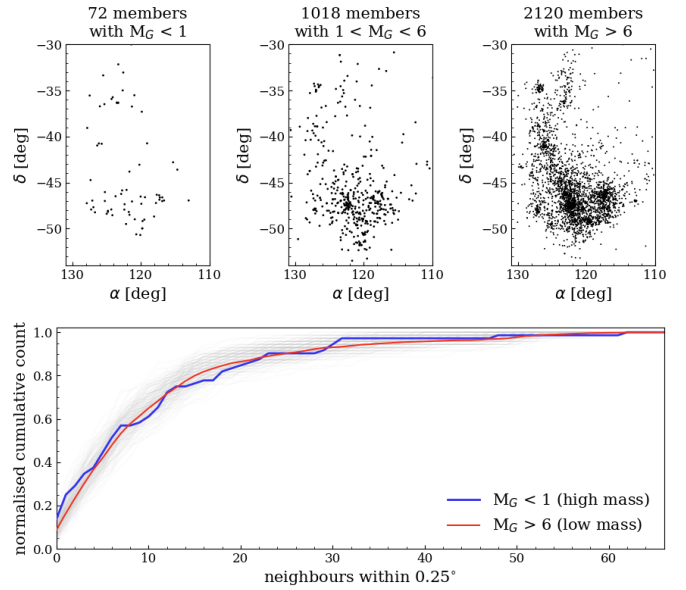 72 members
with M_G < 1
1018 members
with 1 < M_G < 6
2120 members
with M_G > 6
−30
−35
−40
−45
−50
δ [deg]
130
120
110
α [deg]
−30
−35
−40
−45
−50
δ [deg]
130
120
110
α [deg]
−30
−35
−40
−45
−50
δ [deg]
130
120
110
α [deg]
normalised cumulative count
1.0
0.8
0.6
0.4
0.2
0.0
M_G < 1 (high mass)
M_G > 6 (low mass)
0
10
20
30
40
50
60
neighbours within 0.25°